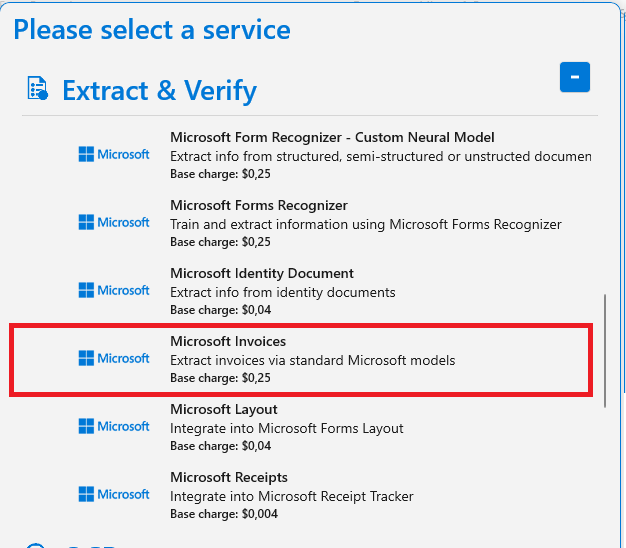 Please select a service
Extract & Verify
-
Microsoft Form Recognizer - Custom Neural Model
Microsoft
Extract info from structured, semi-structured or unstructed documen
Base charge: $0,25
Microsoft Forms Recognizer
Microsoft
Train and extract information using Microsoft Forms Recognizer
Base charge: $0,25
Microsoft Identity Document
Microsoft
Extract info from identity documents
Base charge: $0,04
Microsoft Invoices
Microsoft
Extract invoices via standard Microsoft models
Base charge: $0,25
Microsoft Layout
Microsoft
Integrate into Microsoft Forms Layout
Base charge: $0,04
Microsoft Receipts
Microsoft
Integrate into Microsoft Receipt Tracker
Base charge: $0,004